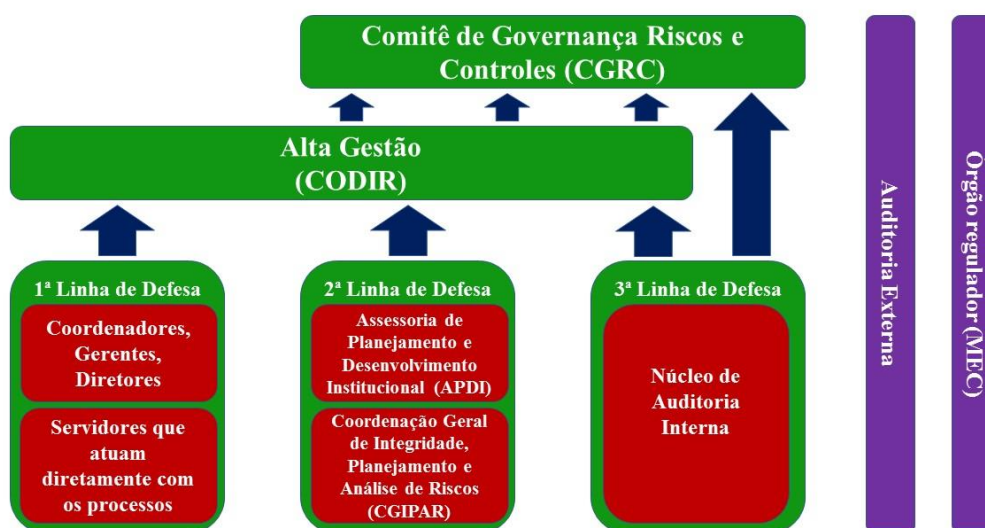 Comitê de Governança Riscos e
Controles (CGRC)
Alta Gestão
(CODIR)
1ª Linha de Defesa
Coordenadores,
Gerentes,
Diretores
Servidores que
atuam
diretamente com
os processos
2ª Linha de Defesa
Assessoria de
Planejamento e
Desenvolvimento
Institucional (APDI)
Coordenação Geral
de Integridade,
Planejamento e
Análise de Riscos
(CGIPAR)
3ª Linha de Defesa
Núcleo de
Auditoria
Interna
Auditoria Externa
Órgão regulador (MEC)